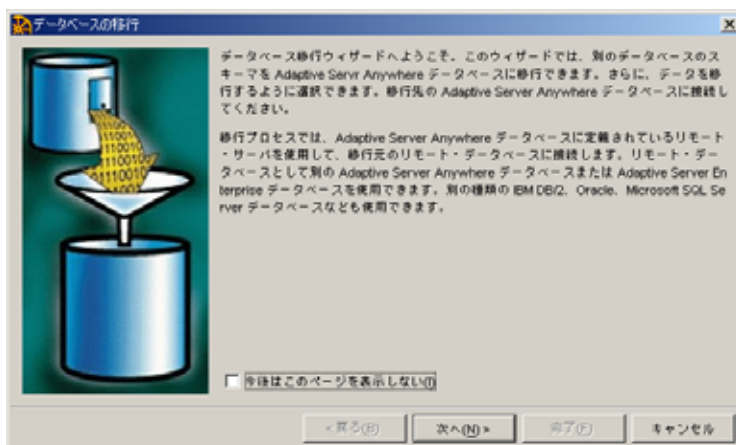 データベースの移行
データベース移行ウィザードへようこそ。このウィザードでは、別のデータベースのス
キーマを Adaptive Servr Anywhere データベースに移行できます。さらに、データを移
行するように選択できます。移行先の Adaptive Server Anywhere データベースに接続し
てください。
移行プロセスでは、Adaptive Server Anywhere データベースに定義されているリモート
・サーバを使用して、移行元のリモート・データベースに接続します。リモート・デー
タベースとして別の Adaptive Server Anywhere データベースまたは Adaptive Server En
terprise データベースを使用できます。別の種類の IBM DB/2、Oracle、Microsoft SQL Se
rver データベースなども使用できます。
110010
110010
今後はこのページを表示しない(I)
< 戻る(B)
次へ(N) >
完了(F)
キャンセル